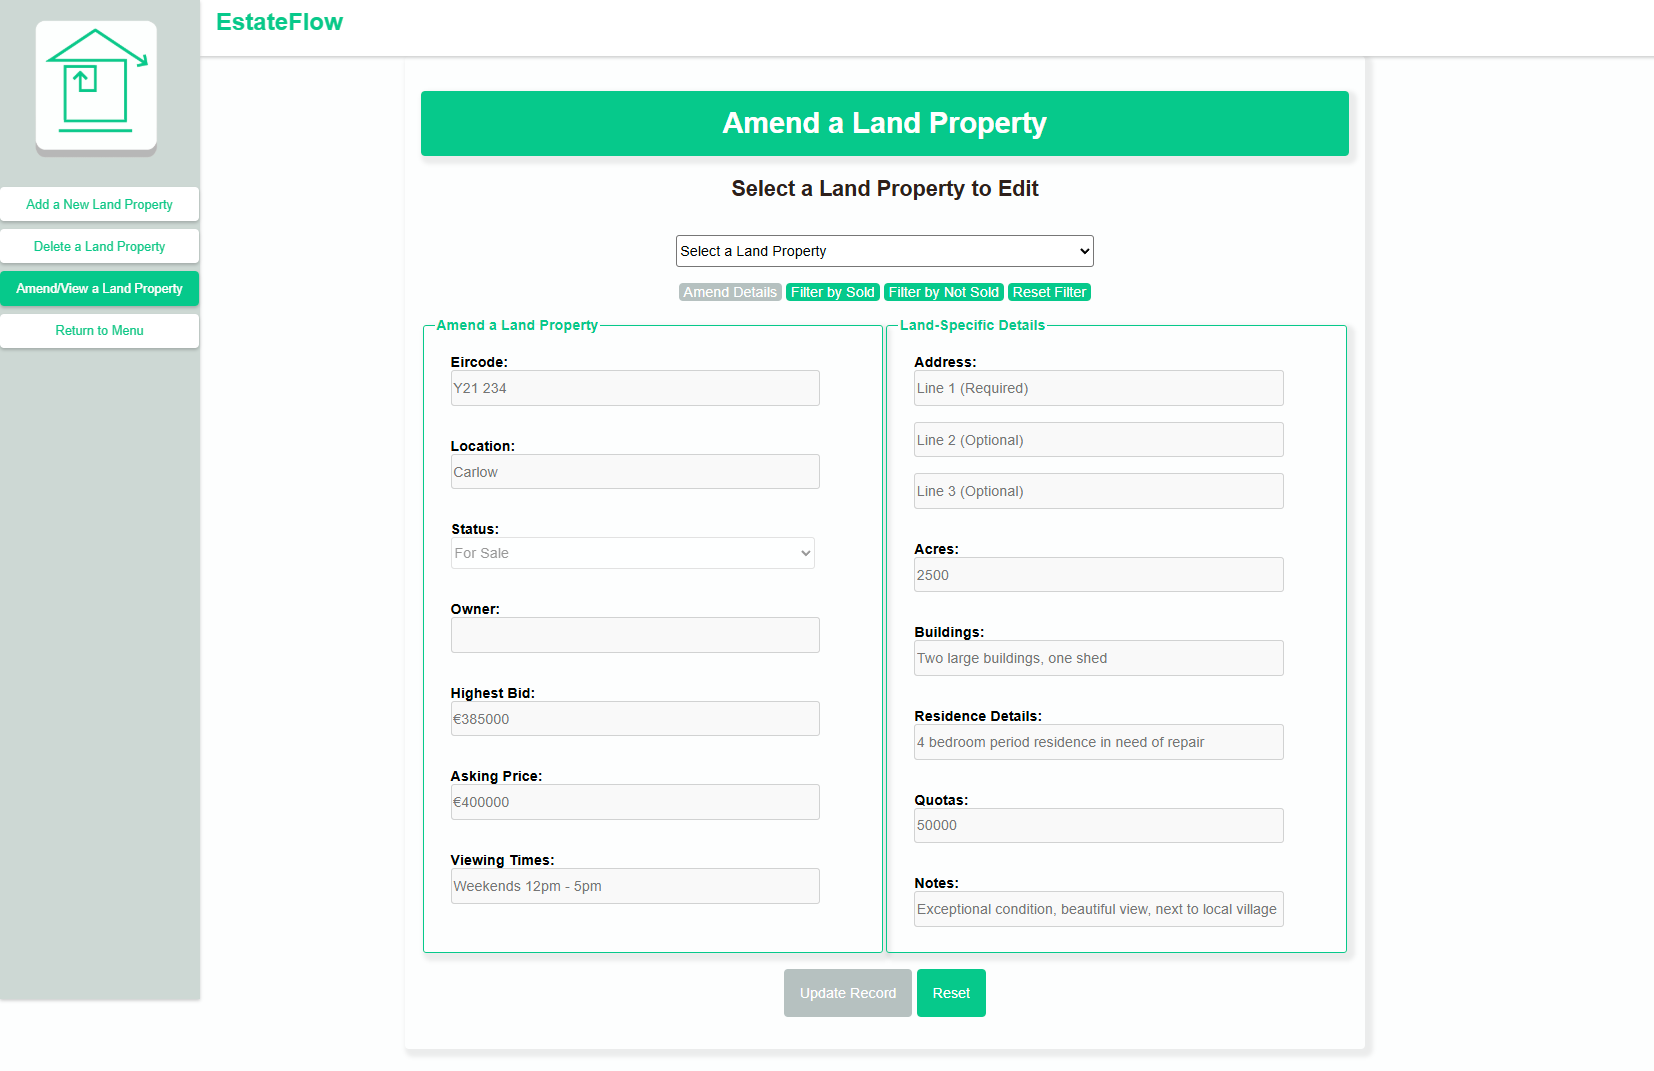 EstateFlow
Add a New Land Property
Delete a Land Property
Amend/View a Land Property
Return to Menu
Amend a Land Property
Select a Land Property to Edit
Select a Land Property
Amend Details Filter by Sold Filter by Not Sold Reset Filter
Amend a Land Property
Eircode:
Y21 234
Location:
Carlow
Status:
For Sale
Owner:
Highest Bid:
€385000
Asking Price:
€400000
Viewing Times:
Weekends 12pm - 5pm
Land-Specific Details
Address:
Line 1 (Required)
Line 2 (Optional)
Line 3 (Optional)
Acres:
2500
Buildings:
Two large buildings, one shed
Residence Details:
4 bedroom period residence in need of repair
Quotas:
50000
Notes:
Exceptional condition, beautiful view, next to local village
Update Record Reset